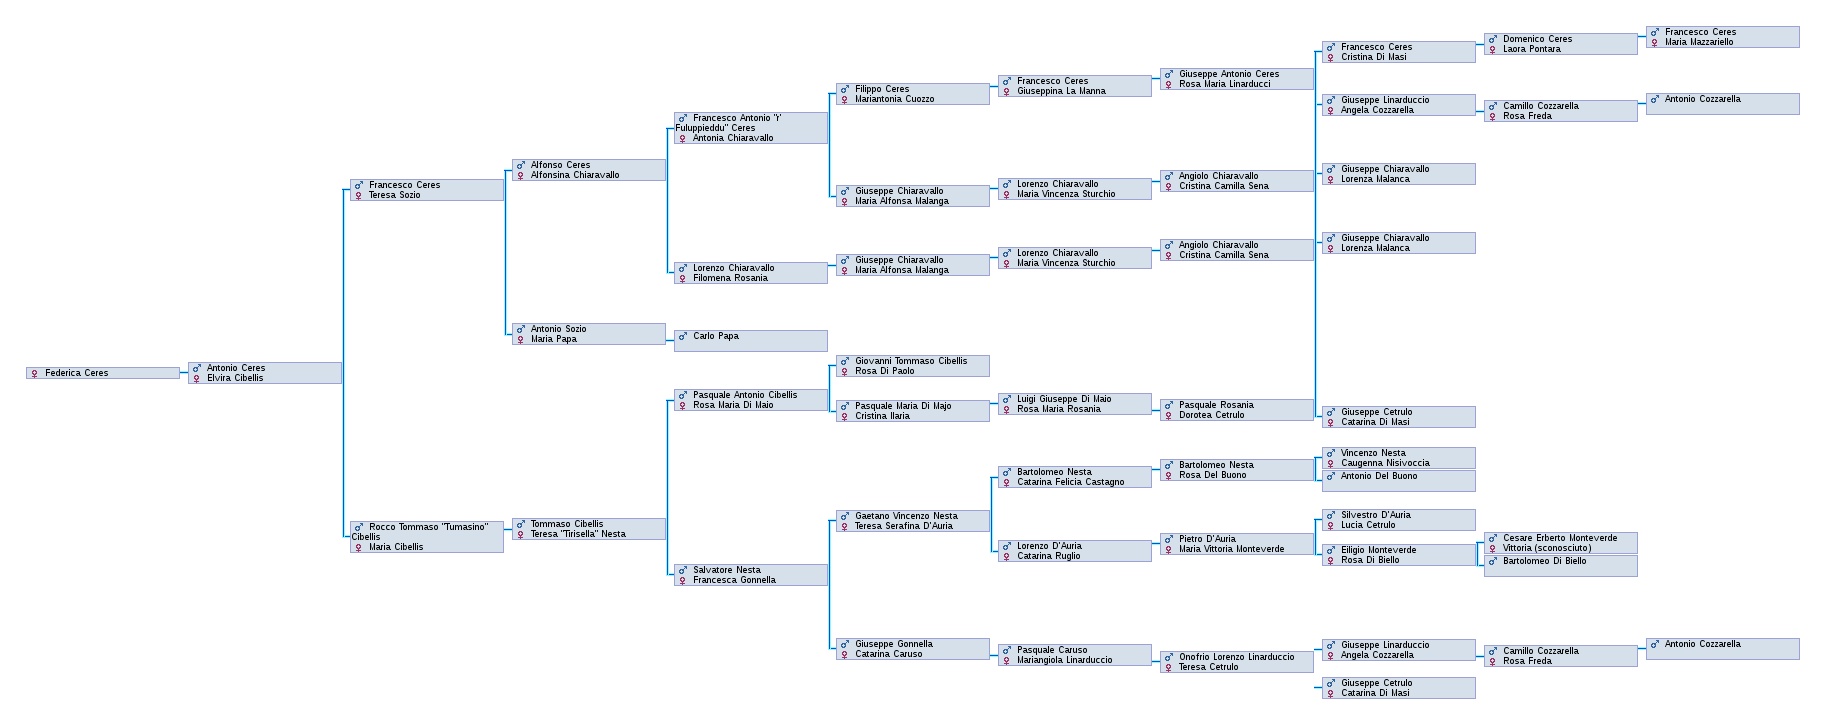 Federica Ceres
Antonio Ceres
Elvira Cibellis
Francesco Ceres
Teresa Sozio
Rocco Tommaso "Tumasino"
Cibellis
Maria Cibellis
Alfonso Ceres
Alfonsina Chiaravallo
Antonio Sozio
Maria Papa
Tommaso Cibellis
Teresa "Tirisella" Nesta
Francesco Antonio "r'
Fuluppieddu" Ceres
Antonia Chiaravallo
Lorenzo Chiaravallo
Filomena Rosania
Carlo Papa
Pasquale Antonio Cibellis
Rosa Maria Di Maio
Salvatore Nesta
Francesca Gonnella
Filippo Ceres
Mariantonia Cuozzo
Giuseppe Chiaravallo
Maria Alfonsa Malanga
Giuseppe Chiaravallo
Maria Alfonsa Malanga
Giovanni Tommaso Cibellis
Rosa Di Paolo
Pasquale Maria Di Majo
Cristina Ilaria
Gaetano Vincenzo Nesta
Teresa Serafina D'Auria
Giuseppe Gonnella
Catarina Caruso
Francesco Ceres
Giuseppina La Manna
Lorenzo Chiaravallo
Maria Vincenza Sturchio
Lorenzo Chiaravallo
Maria Vincenza Sturchio
Luigi Giuseppe Di Maio
Rosa Maria Rosania
Bartolomeo Nesta
Catarina Felicia Castagno
Lorenzo D'Auria
Catarina Ruglio
Pasquale Caruso
Mariangiola Linarduccio
Giuseppe Antonio Ceres
Rosa Maria Linarducci
Angiolo Chiaravallo
Cristina Camilla Sena
Angiolo Chiaravallo
Cristina Camilla Sena
Pasquale Rosania
Dorotea Cetrulo
Bartolomeo Nesta
Rosa Del Buono
Pietro D'Auria
Maria Vittoria Monteverde
Onofrio Lorenzo Linarduccio
Teresa Cetrulo
Francesco Ceres
Cristina Di Masi
Giuseppe Linarduccio
Angela Cozzarella
Giuseppe Chiaravallo
Lorenza Malanca
Giuseppe Chiaravallo
Lorenza Malanca
Giuseppe Cetrulo
Catarina Di Masi
Vincenzo Nesta
Caugenna Nisivoccia
Antonio Del Buono
Silvestro D'Auria
Lucia Cetrulo
Eiligio Monteverde
Rosa Di Biello
Giuseppe Linarduccio
Angela Cozzarella
Giuseppe Cetrulo
Catarina Di Masi
Domenico Ceres
Laora Pontara
Camillo Cozzarella
Rosa Freda
Cesare Erberto Monteverde
Vittoria (sconosciuto)
Bartolomeo Di Biello
Camillo Cozzarella
Rosa Freda
Francesco Ceres
Maria Mazzariello
Antonio Cozzarella
Antonio Cozzarella